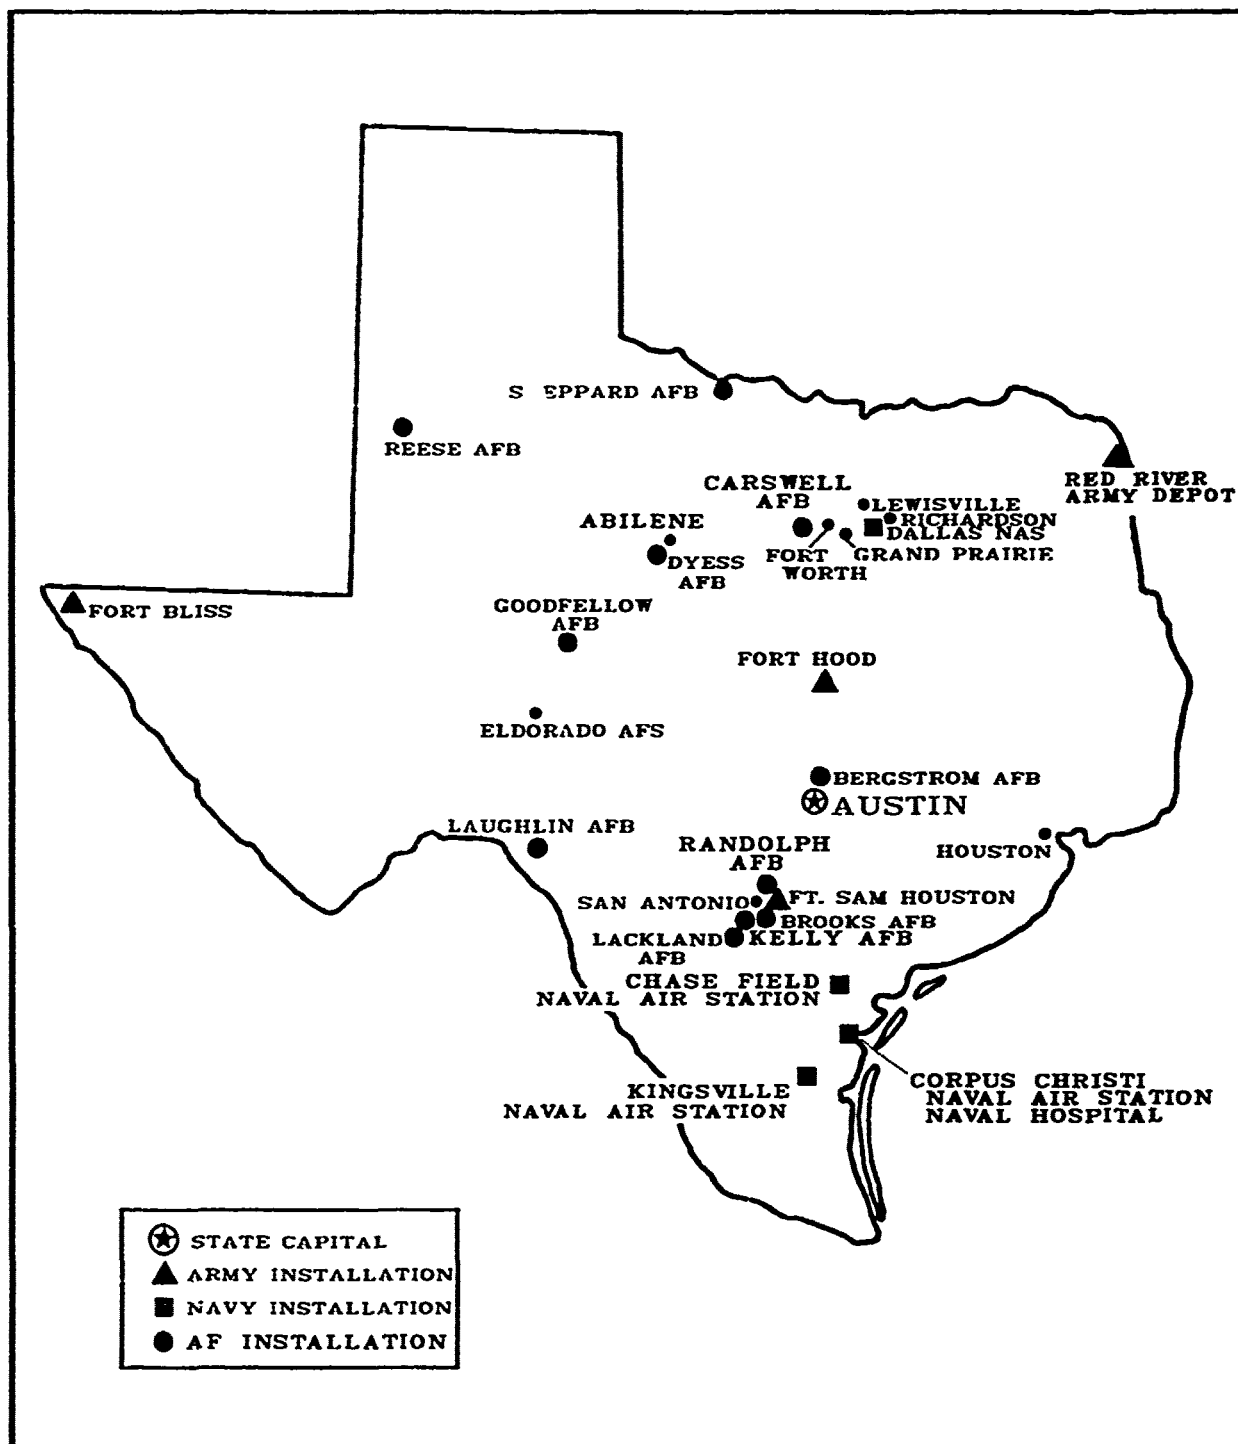 S EPPARD AFB
REESE AFB
RED RIVER
ARMY DEPOT
CARSWELL
AFB
LEWISVILLE
RICHARDSON
DALLAS NAS
GRAND PRAIRIE
FORT
WORTH
ABILENE
DYESS
AFB
FORT BLISS
GOODFELLOW
AFB
FORT HOOD
ELDORADO AFS
BERGSTROM AFB
AUSTIN
LAUGHLIN AFB
HOUSTON
RANDOLPH
AFB
SAN ANTONIO
FT. SAM HOUSTON
BROOKS AFB
LACKLAND
AFB
KELLY AFB
CHASE FIELD
NAVAL AIR STATION
KINGSVILLE
NAVAL AIR STATION
CORPUS CHRISTI
NAVAL AIR STATION
NAVAL HOSPITAL
STATE CAPITAL
ARMY INSTALLATION
NAVY INSTALLATION
AF INSTALLATION